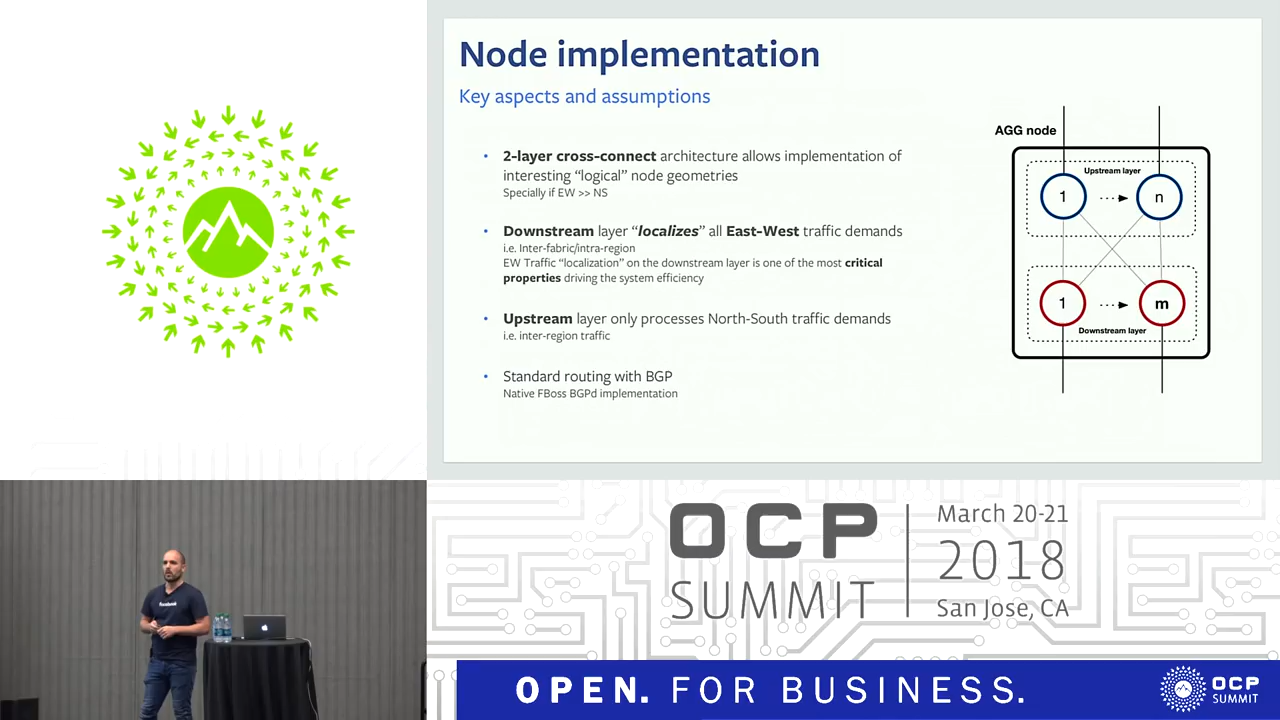 Node implementation
Key aspects and assumptions
• 2-layer cross-connect architecture allows implementation of
interesting “logical” node geometries
Specially if EW >> NS
• Downstream layer “localizes” all East-West traffic demands
i.e. Inter-fabric/intra-region
EW Traffic “localization” on the downstream layer is one of the most critical
properties driving the system efficiency
• Upstream layer only processes North-South traffic demands
i.e. inter-region traffic
• Standard routing with BGP
Native FBoss BGPd implementation
AGG node
Upstream layer
1 n
1 m
Downstream layer
facebook
OCP
SUMMIT
March 20-21
2018
San Jose, CA
OPEN. FOR BUSINESS.
OCP
SUMMIT